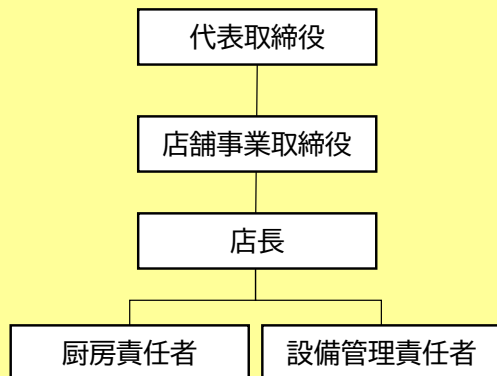 代表取締役
店舗事業取締役
店長
厨房責任者
設備管理責任者